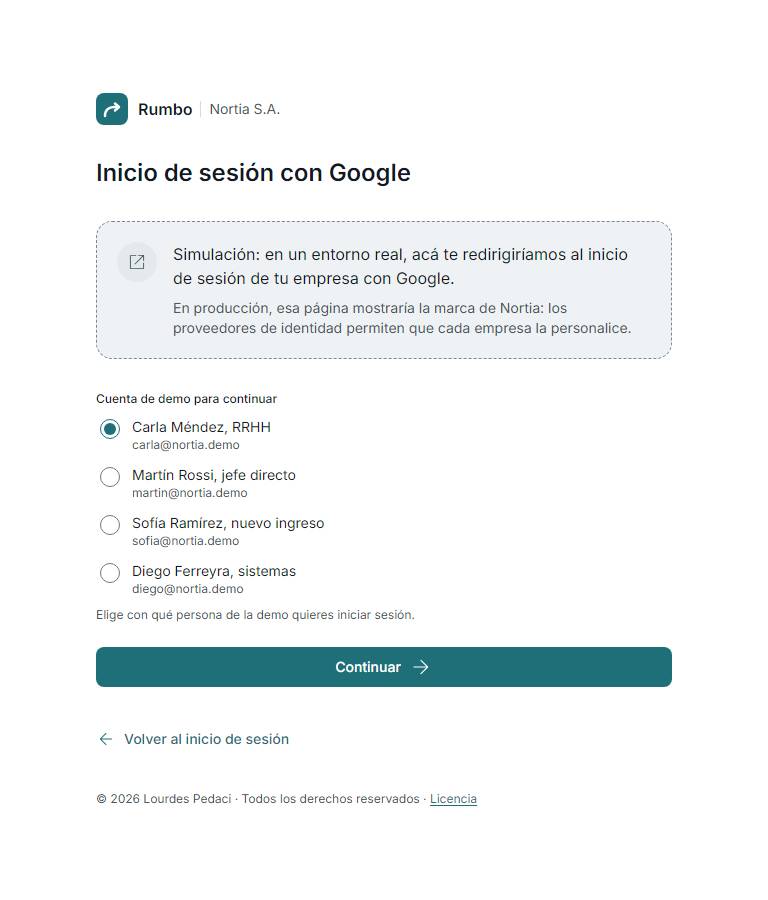 Rumbo | Nortia S.A.
Inicio de sesión con Google
Simulación: en un entorno real, acá te redirigiríamos al inicio
de sesión de tu empresa con Google.
En producción, esa página mostraría la marca de Nortia: los
proveedores de identidad permiten que cada empresa la personalice.
Cuenta de demo para continuar
Carla Méndez, RRHH
carla@nortia.demo
Martín Rossi, jefe directo
martin@nortia.demo
Sofía Ramírez, nuevo ingreso
sofia@nortia.demo
Diego Ferreyra, sistemas
diego@nortia.demo
Elige con qué persona de la demo quieres iniciar sesión.
Continuar
Volver al inicio de sesión
© 2026 Lourdes Pedaci · Todos los derechos reservados · Licencia